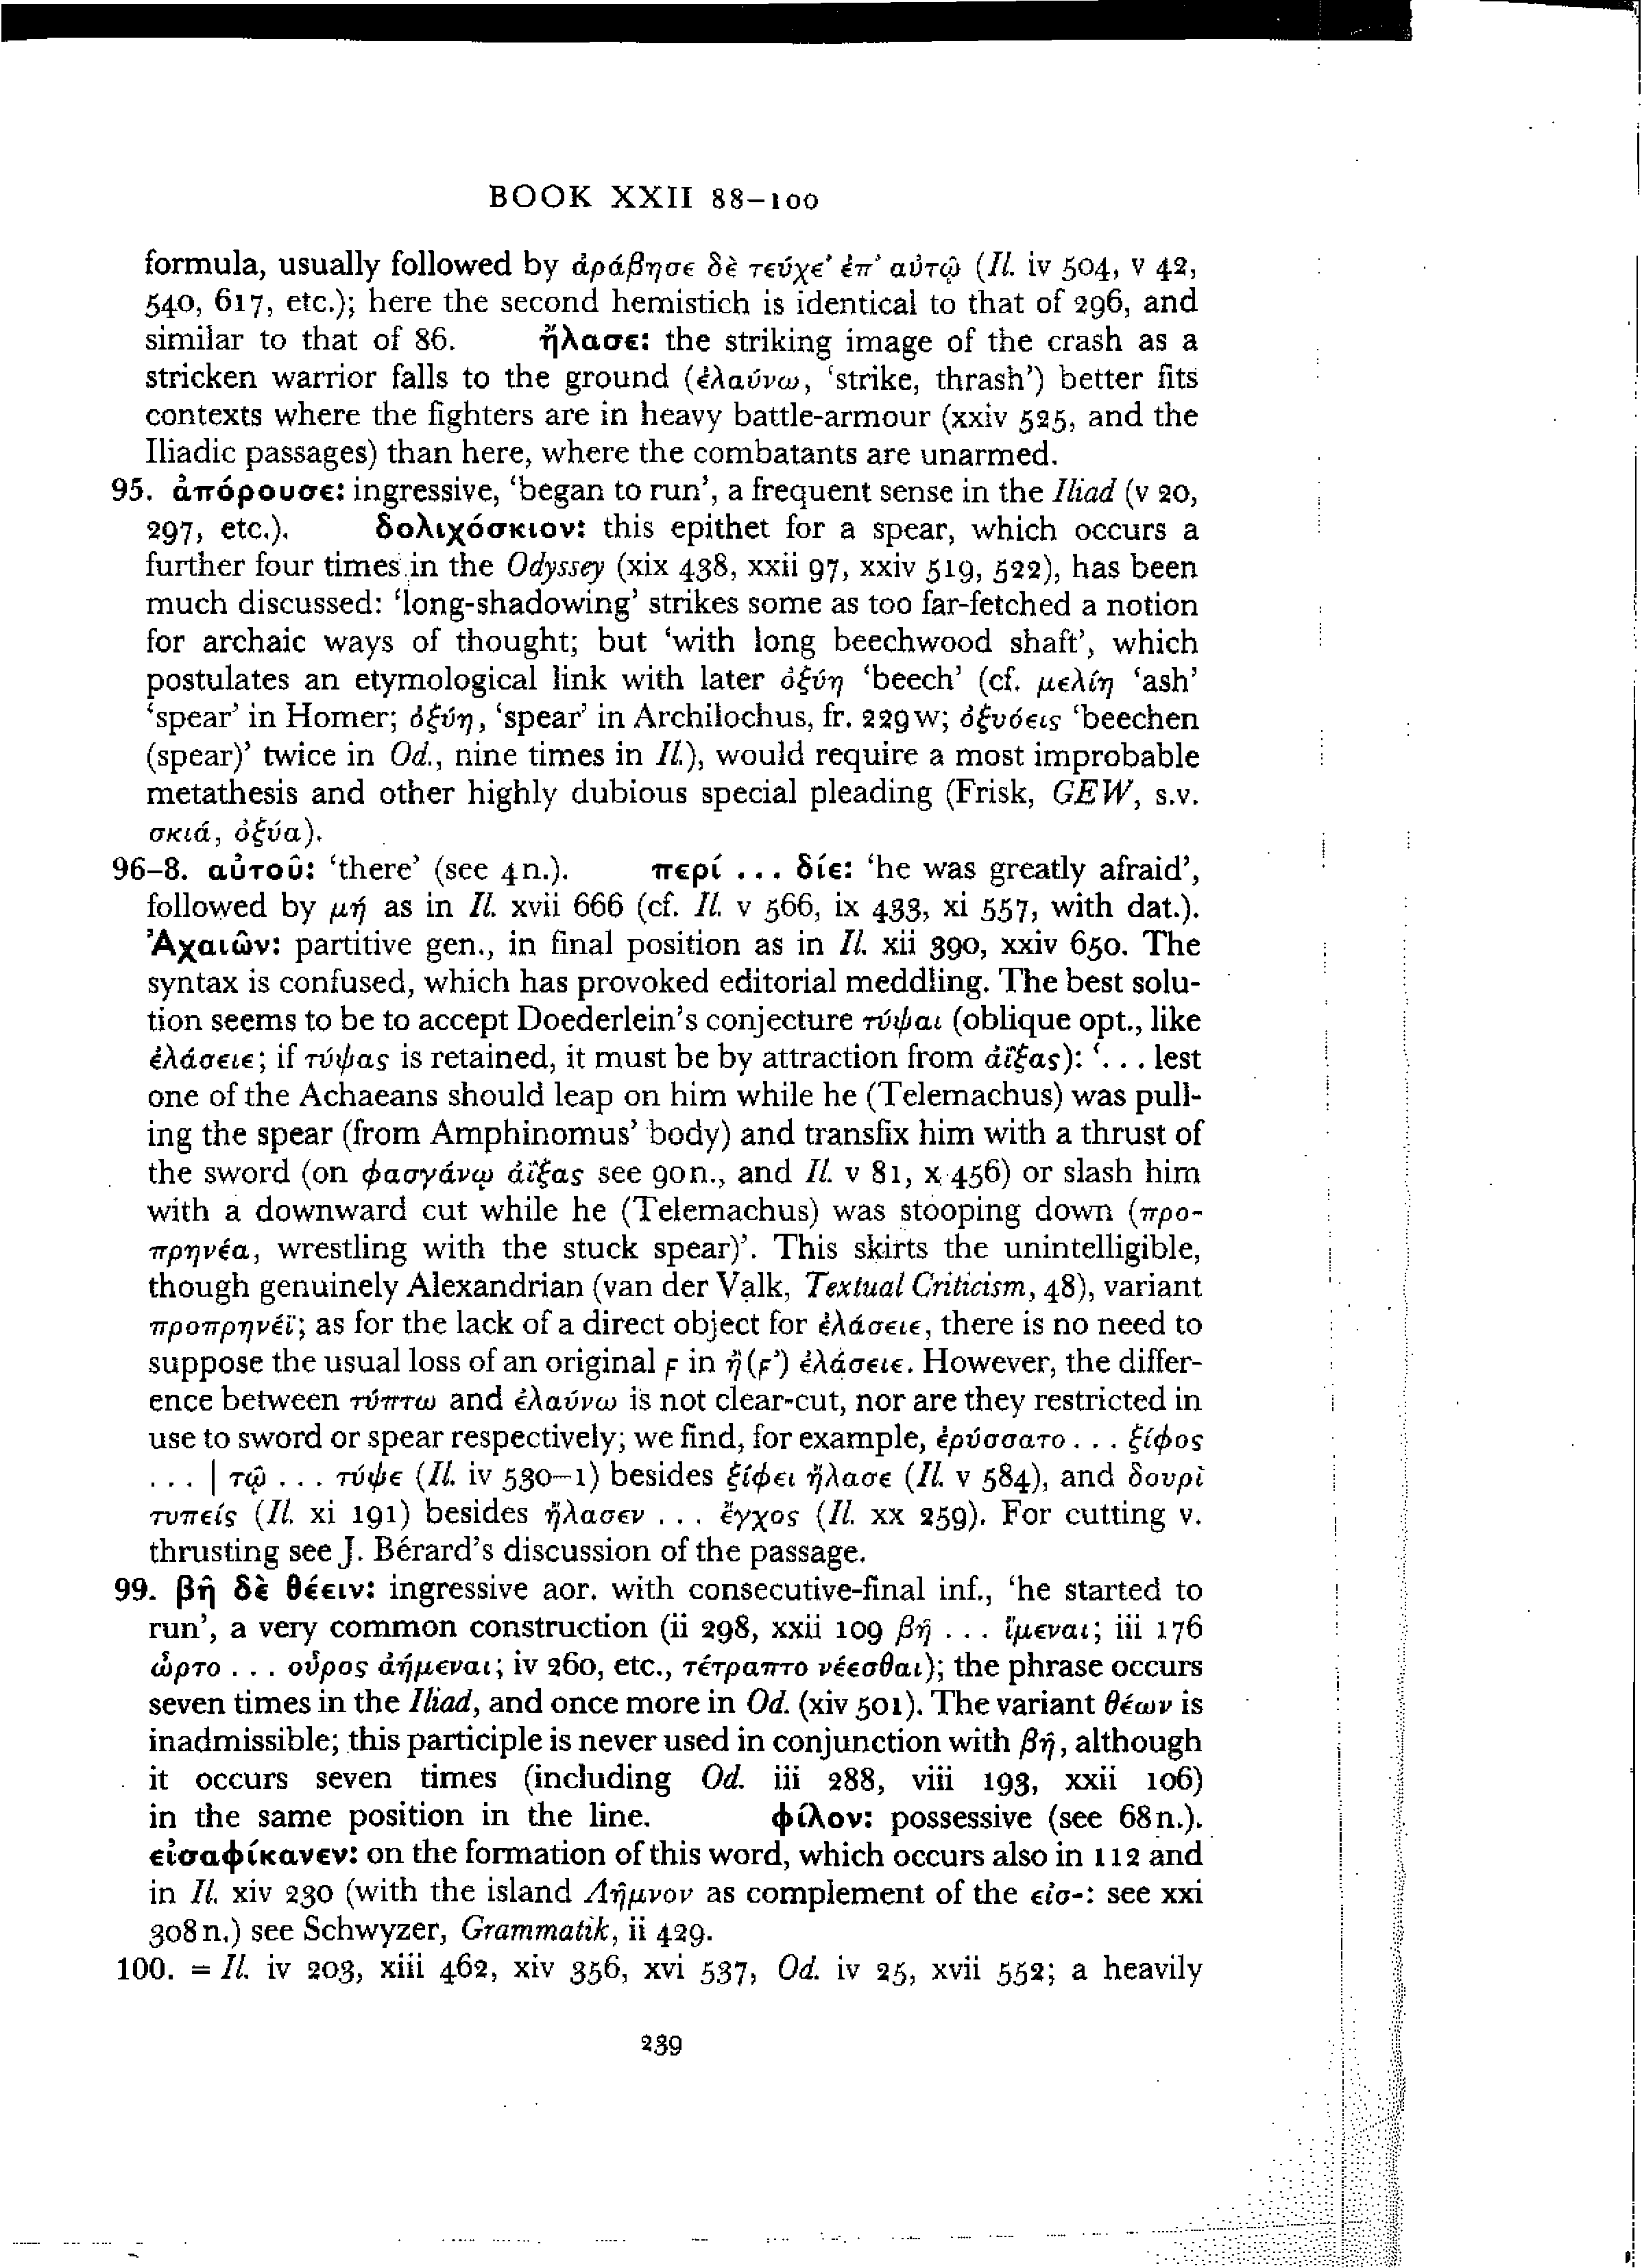 BOOK XXII 88–100
formula, usually followed by ἀράβησε δὲ τεύχε’ ἐπ’ αὐτῷ (Il. iv 504, v 42,
540, 617, etc.); here the second hemistich is identical to that of 296, and
similar to that of 86. ἤλασε: the striking image of the crash as a
stricken warrior falls to the ground (ἐλαύνω, ‘strike, thrash’) better fits
contexts where the fighters are in heavy battle-armour (xxiv 525, and the
Iliadic passages) than here, where the combatants are unarmed.
95. ἀπόρουσε: ingressive, ‘began to run’, a frequent sense in the Iliad (v 20,
297, etc.). δολιχόσκιον: this epithet for a spear, which occurs a
further four times in the Odyssey (xix 438, xxii 97, xxiv 519, 522), has been
much discussed: ‘long-shadowing’ strikes some as too far-fetched a notion
for archaic ways of thought; but ‘with long beechwood shaft’, which
postulates an etymological link with later ὀξύη ‘beech’ (cf. μελίη ‘ash’
‘spear’ in Homer; ὀξύη, ‘spear’ in Archilochus, fr. 229w; ὀξυόεις ‘beechen
(spear)’ twice in Od., nine times in Il.), would require a most improbable
metathesis and other highly dubious special pleading (Frisk, GEW, s.v.
σκιά, ὀξύα).
96–8. αὐτοῦ: ‘there’ (see 4n.). περί ... δίε: ‘he was greatly afraid’,
followed by μή as in Il. xvii 666 (cf. Il. v 566, ix 433, xi 557, with dat.).
Ἀχαιῶν: partitive gen., in final position as in Il. xii 390, xxiv 650. The
syntax is confused, which has provoked editorial meddling. The best solu-
tion seems to be to accept Doederlein’s conjecture τύψαι (oblique opt., like
ἐλάσειε; if τύψας is retained, it must be by attraction from ἀΐξας): ‘... lest
one of the Achaeans should leap on him while he (Telemachus) was pull-
ing the spear (from Amphinomus’ body) and transfix him with a thrust of
the sword (on φασγάνῳ ἀΐξας see 90n., and Il. v 81, x 456) or slash him
with a downward cut while he (Telemachus) was stooping down (προ-
πρηνέα, wrestling with the stuck spear)’. This skirts the unintelligible,
though genuinely Alexandrian (van der Valk, Textual Criticism, 48), variant
προπρηνέϊ; as for the lack of a direct object for ἐλάσειε, there is no need to
suppose the usual loss of an original ϝ in ἤ (ϝ’) ἐλάσειε. However, the differ-
ence between τύπτω and ἐλαύνω is not clear-cut, nor are they restricted in
use to sword or spear respectively; we find, for example, ἐρύσσατο ... ξίφος
... | τῷ ... τύψε (Il. iv 530–1) besides ξίφει ἤλασε (Il. v 584), and δουρὶ
τυπείς (Il. xi 191) besides ἤλασεν ... ἔγχος (Il. xx 259). For cutting v.
thrusting see J. Bérard’s discussion of the passage.
99. βῆ δὲ θέειν: ingressive aor. with consecutive-final inf., ‘he started to
run’, a very common construction (ii 298, xxii 109 βῆ ... ἴμεναι; iii 176
ὦρτο ... οὖρος ἀήμεναι; iv 260, etc., τέτραπτο νέεσθαι); the phrase occurs
seven times in the Iliad, and once more in Od. (xiv 501). The variant θέων is
inadmissible; this participle is never used in conjunction with βῆ, although
it occurs seven times (including Od. iii 288, viii 193, xxii 106)
in the same position in the line. φίλον: possessive (see 68n.).
εἰσαφίκανεν: on the formation of this word, which occurs also in 112 and
in Il. xiv 230 (with the island Λῆμνον as complement of the εἰσ-: see xxi
308n.) see Schwyzer, Grammatik, ii 429.
100. = Il. iv 203, xiii 462, xiv 356, xvi 537, Od. iv 25, xvii 552; a heavily
239